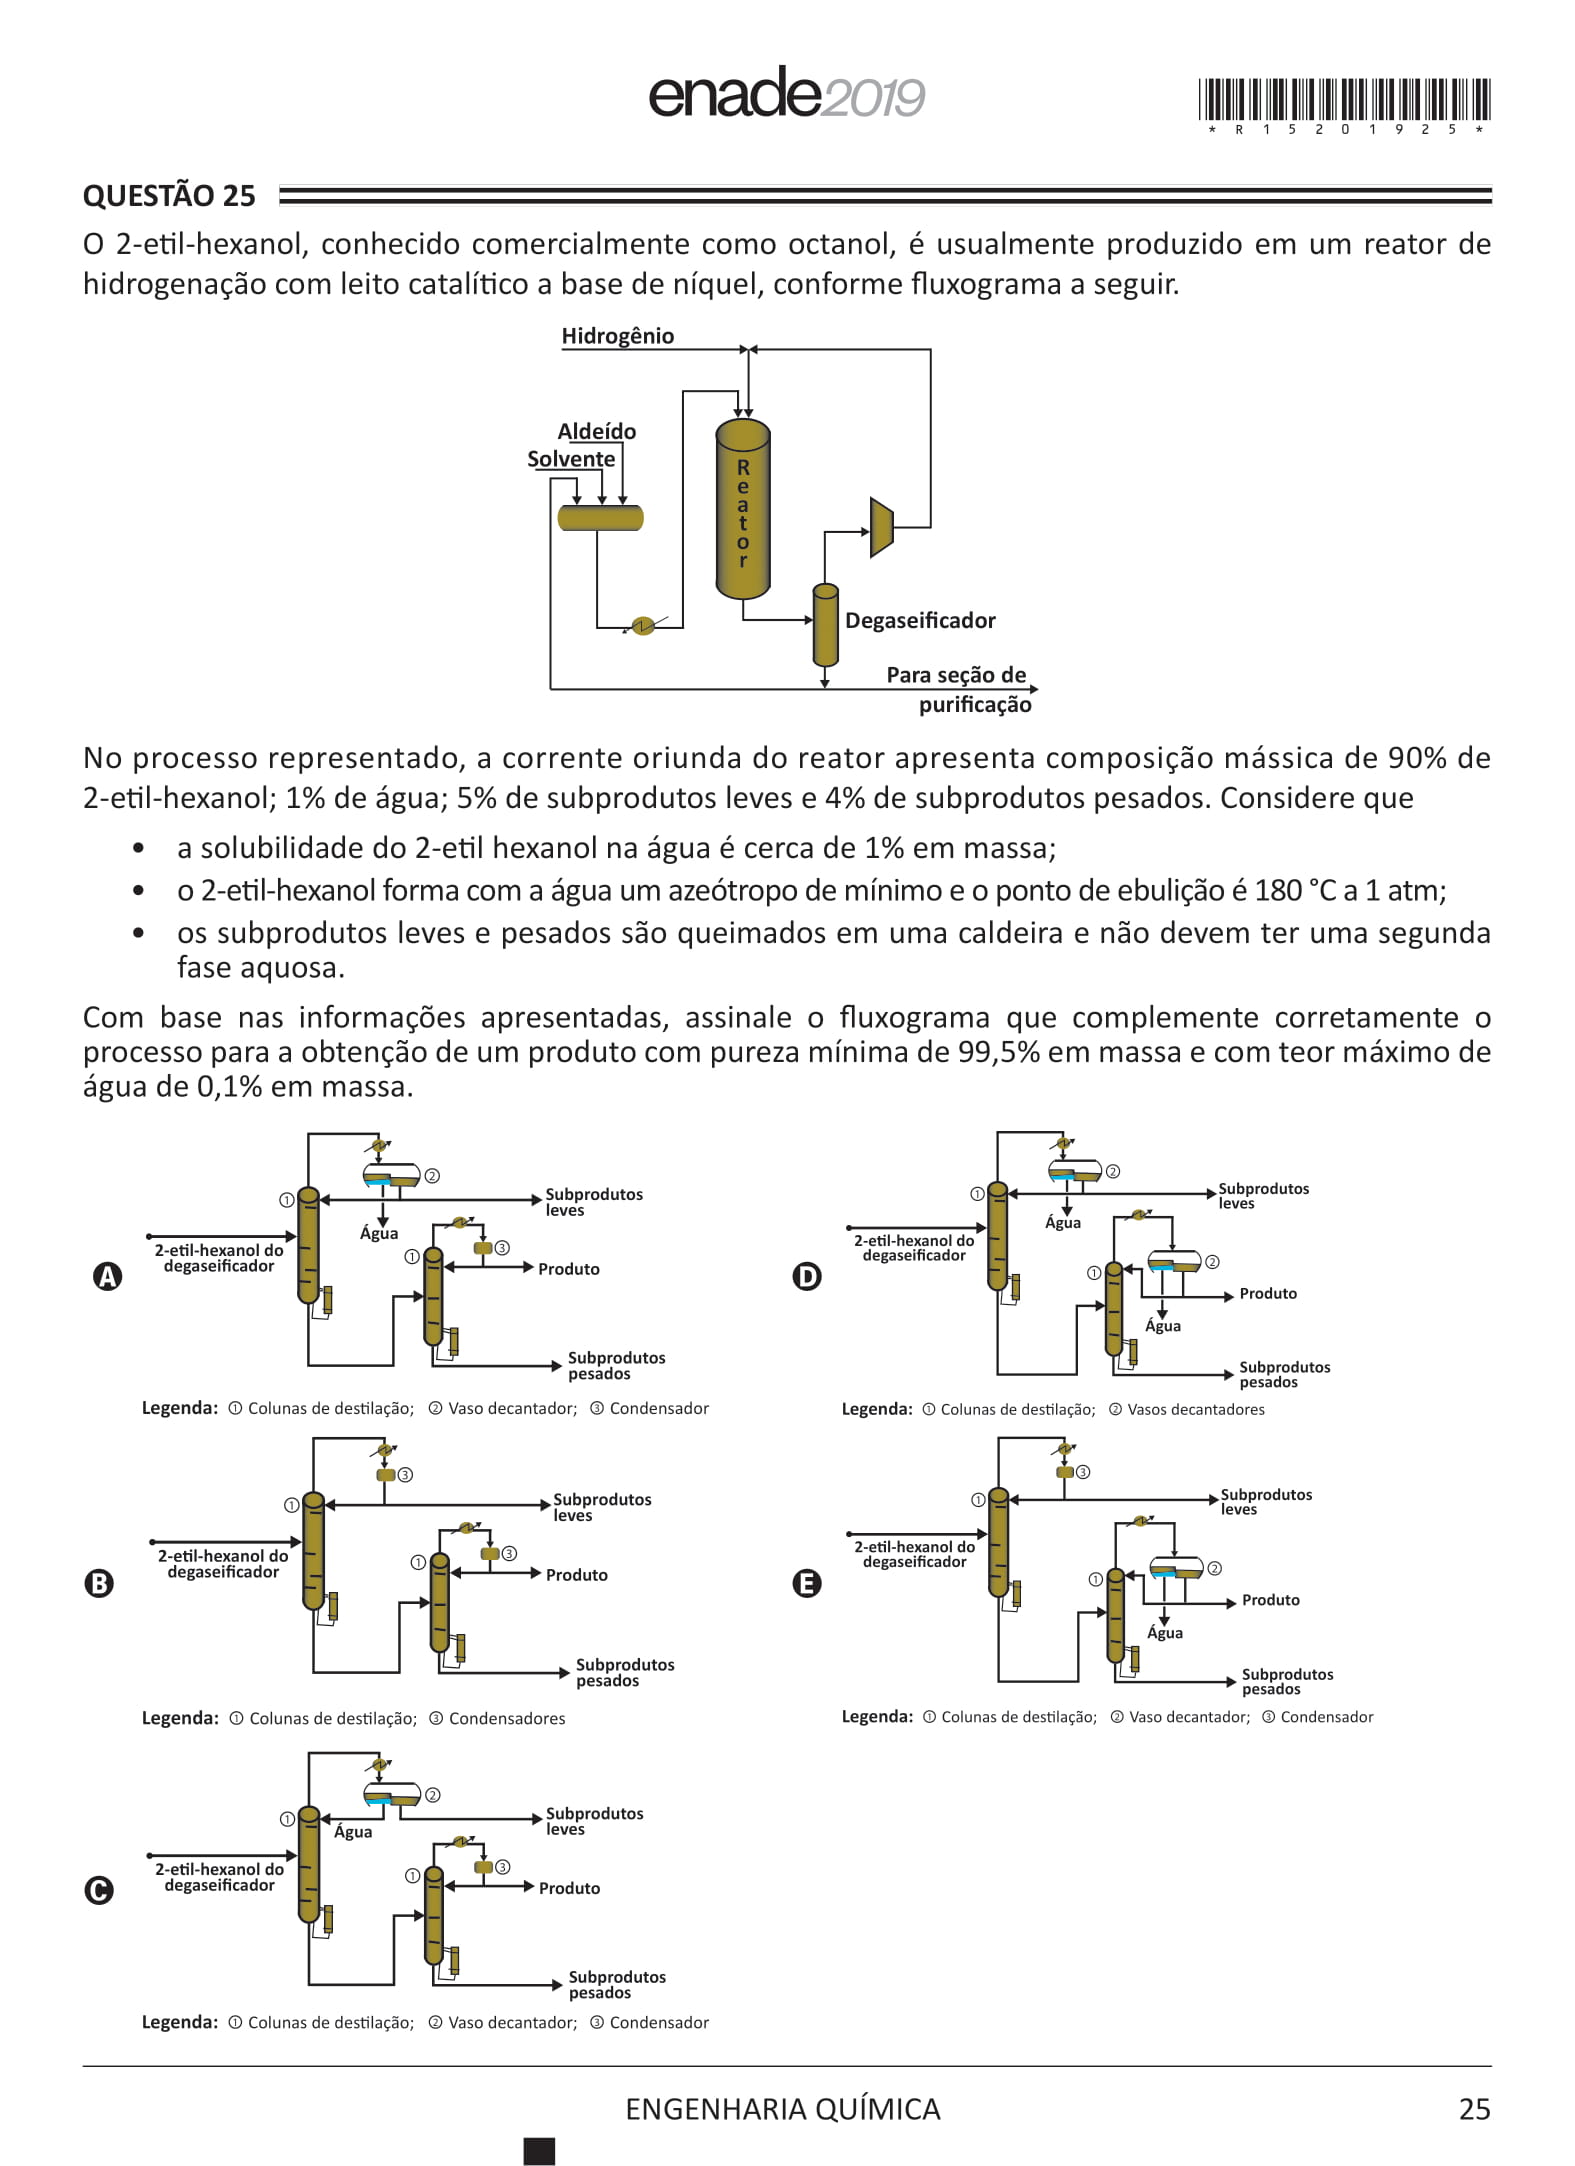 enade2019
* R 1 5 2 0 1 9 2 5 *
QUESTÃO 25
O 2-etil-hexanol, conhecido comercialmente como octanol, é usualmente produzido em um reator de
hidrogenação com leito catalítico a base de níquel, conforme fluxograma a seguir.
Hidrogênio
Aldeído
Solvente
Reator
Degaseificador
Para seção de
purificação
No processo representado, a corrente oriunda do reator apresenta composição mássica de 90% de
2-etil-hexanol; 1% de água; 5% de subprodutos leves e 4% de subprodutos pesados. Considere que
• a solubilidade do 2-etil hexanol na água é cerca de 1% em massa;
• o 2-etil-hexanol forma com a água um azeótropo de mínimo e o ponto de ebulição é 180 °C a 1 atm;
• os subprodutos leves e pesados são queimados em uma caldeira e não devem ter uma segunda
fase aquosa.
Com base nas informações apresentadas, assinale o fluxograma que complemente corretamente o
processo para a obtenção de um produto com pureza mínima de 99,5% em massa e com teor máximo de
água de 0,1% em massa.
A
①
②
Subprodutos
leves
Água
2-etil-hexanol do
degaseificador
①
③
Produto
Subprodutos
pesados
Legenda: ① Colunas de destilação; ② Vaso decantador; ③ Condensador
B
③
①
Subprodutos
leves
2-etil-hexanol do
degaseificador
①
③
Produto
Subprodutos
pesados
Legenda: ① Colunas de destilação; ③ Condensadores
C
②
①
Subprodutos
leves
Água
2-etil-hexanol do
degaseificador
①
③
Produto
Subprodutos
pesados
Legenda: ① Colunas de destilação; ② Vaso decantador; ③ Condensador
D
②
①
Subprodutos
leves
Água
2-etil-hexanol do
degaseificador
②
①
Produto
Água
Subprodutos
pesados
Legenda: ① Colunas de destilação; ② Vasos decantadores
E
③
①
Subprodutos
leves
2-etil-hexanol do
degaseificador
②
①
Produto
Água
Subprodutos
pesados
Legenda: ① Colunas de destilação; ② Vaso decantador; ③ Condensador
ENGENHARIA QUÍMICA
25